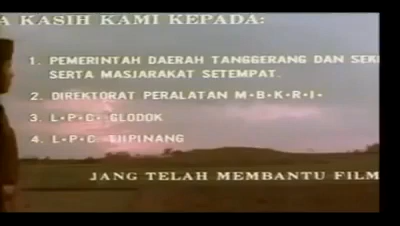 A KASIH KAMI KEPADA:
1. PEMERINTAH DAERAH TANGGERANG DAN SEK
SERTA MASJARAKAT SETEMPAT.
2. DIREKTORAT PERALATAN M·B·K·R·I·
3. L·P·C· GLODOK
4. L·P·C TJIPINANG
JANG TELAH MEMBANTU FILM